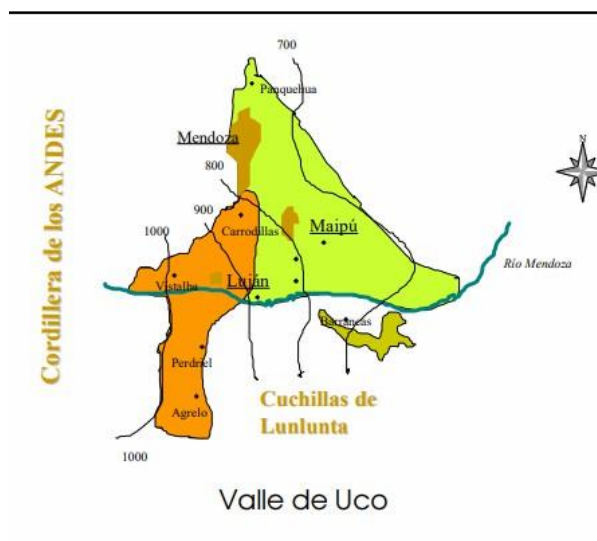 700
Panquehua
Cordillera de los ANDES
Mendoza
N
800
900
Carrodillas
Maipú
1000
Río Mendoza
Vistalba
Luján
Barrancas
Perdriel
Agrelo
Cuchillas de
Lunlunta
1000
Valle de Uco